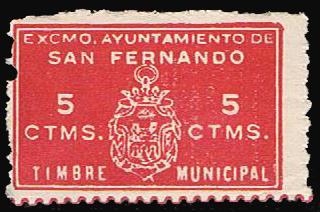 EXCMO. AYUNTAMIENTO DE
SAN FERNANDO
5 5
CTMS. CTMS.
TIMBRE MUNICIPAL